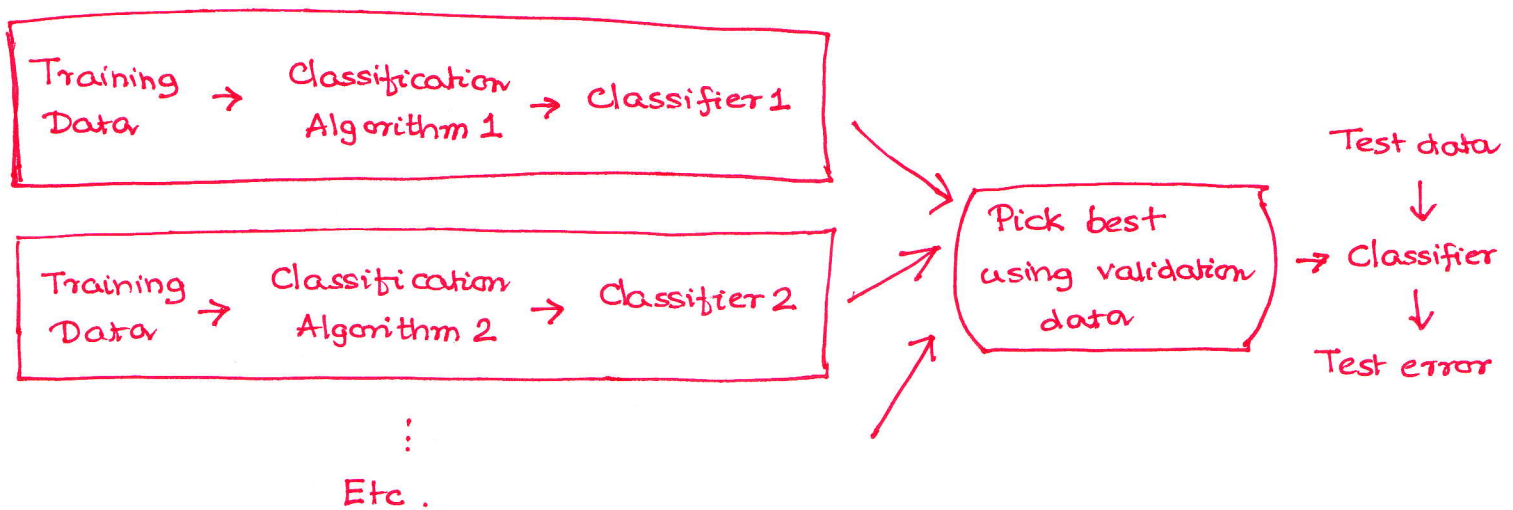 Training
Data
→
Classification
Algorithm 1
→
Classifier 1
Training
Data
→
Classification
Algorithm 2
→
Classifier 2
⋮
Etc.
Pick best
using validation
data
→
Test data
↓
Classifier
↓
Test error